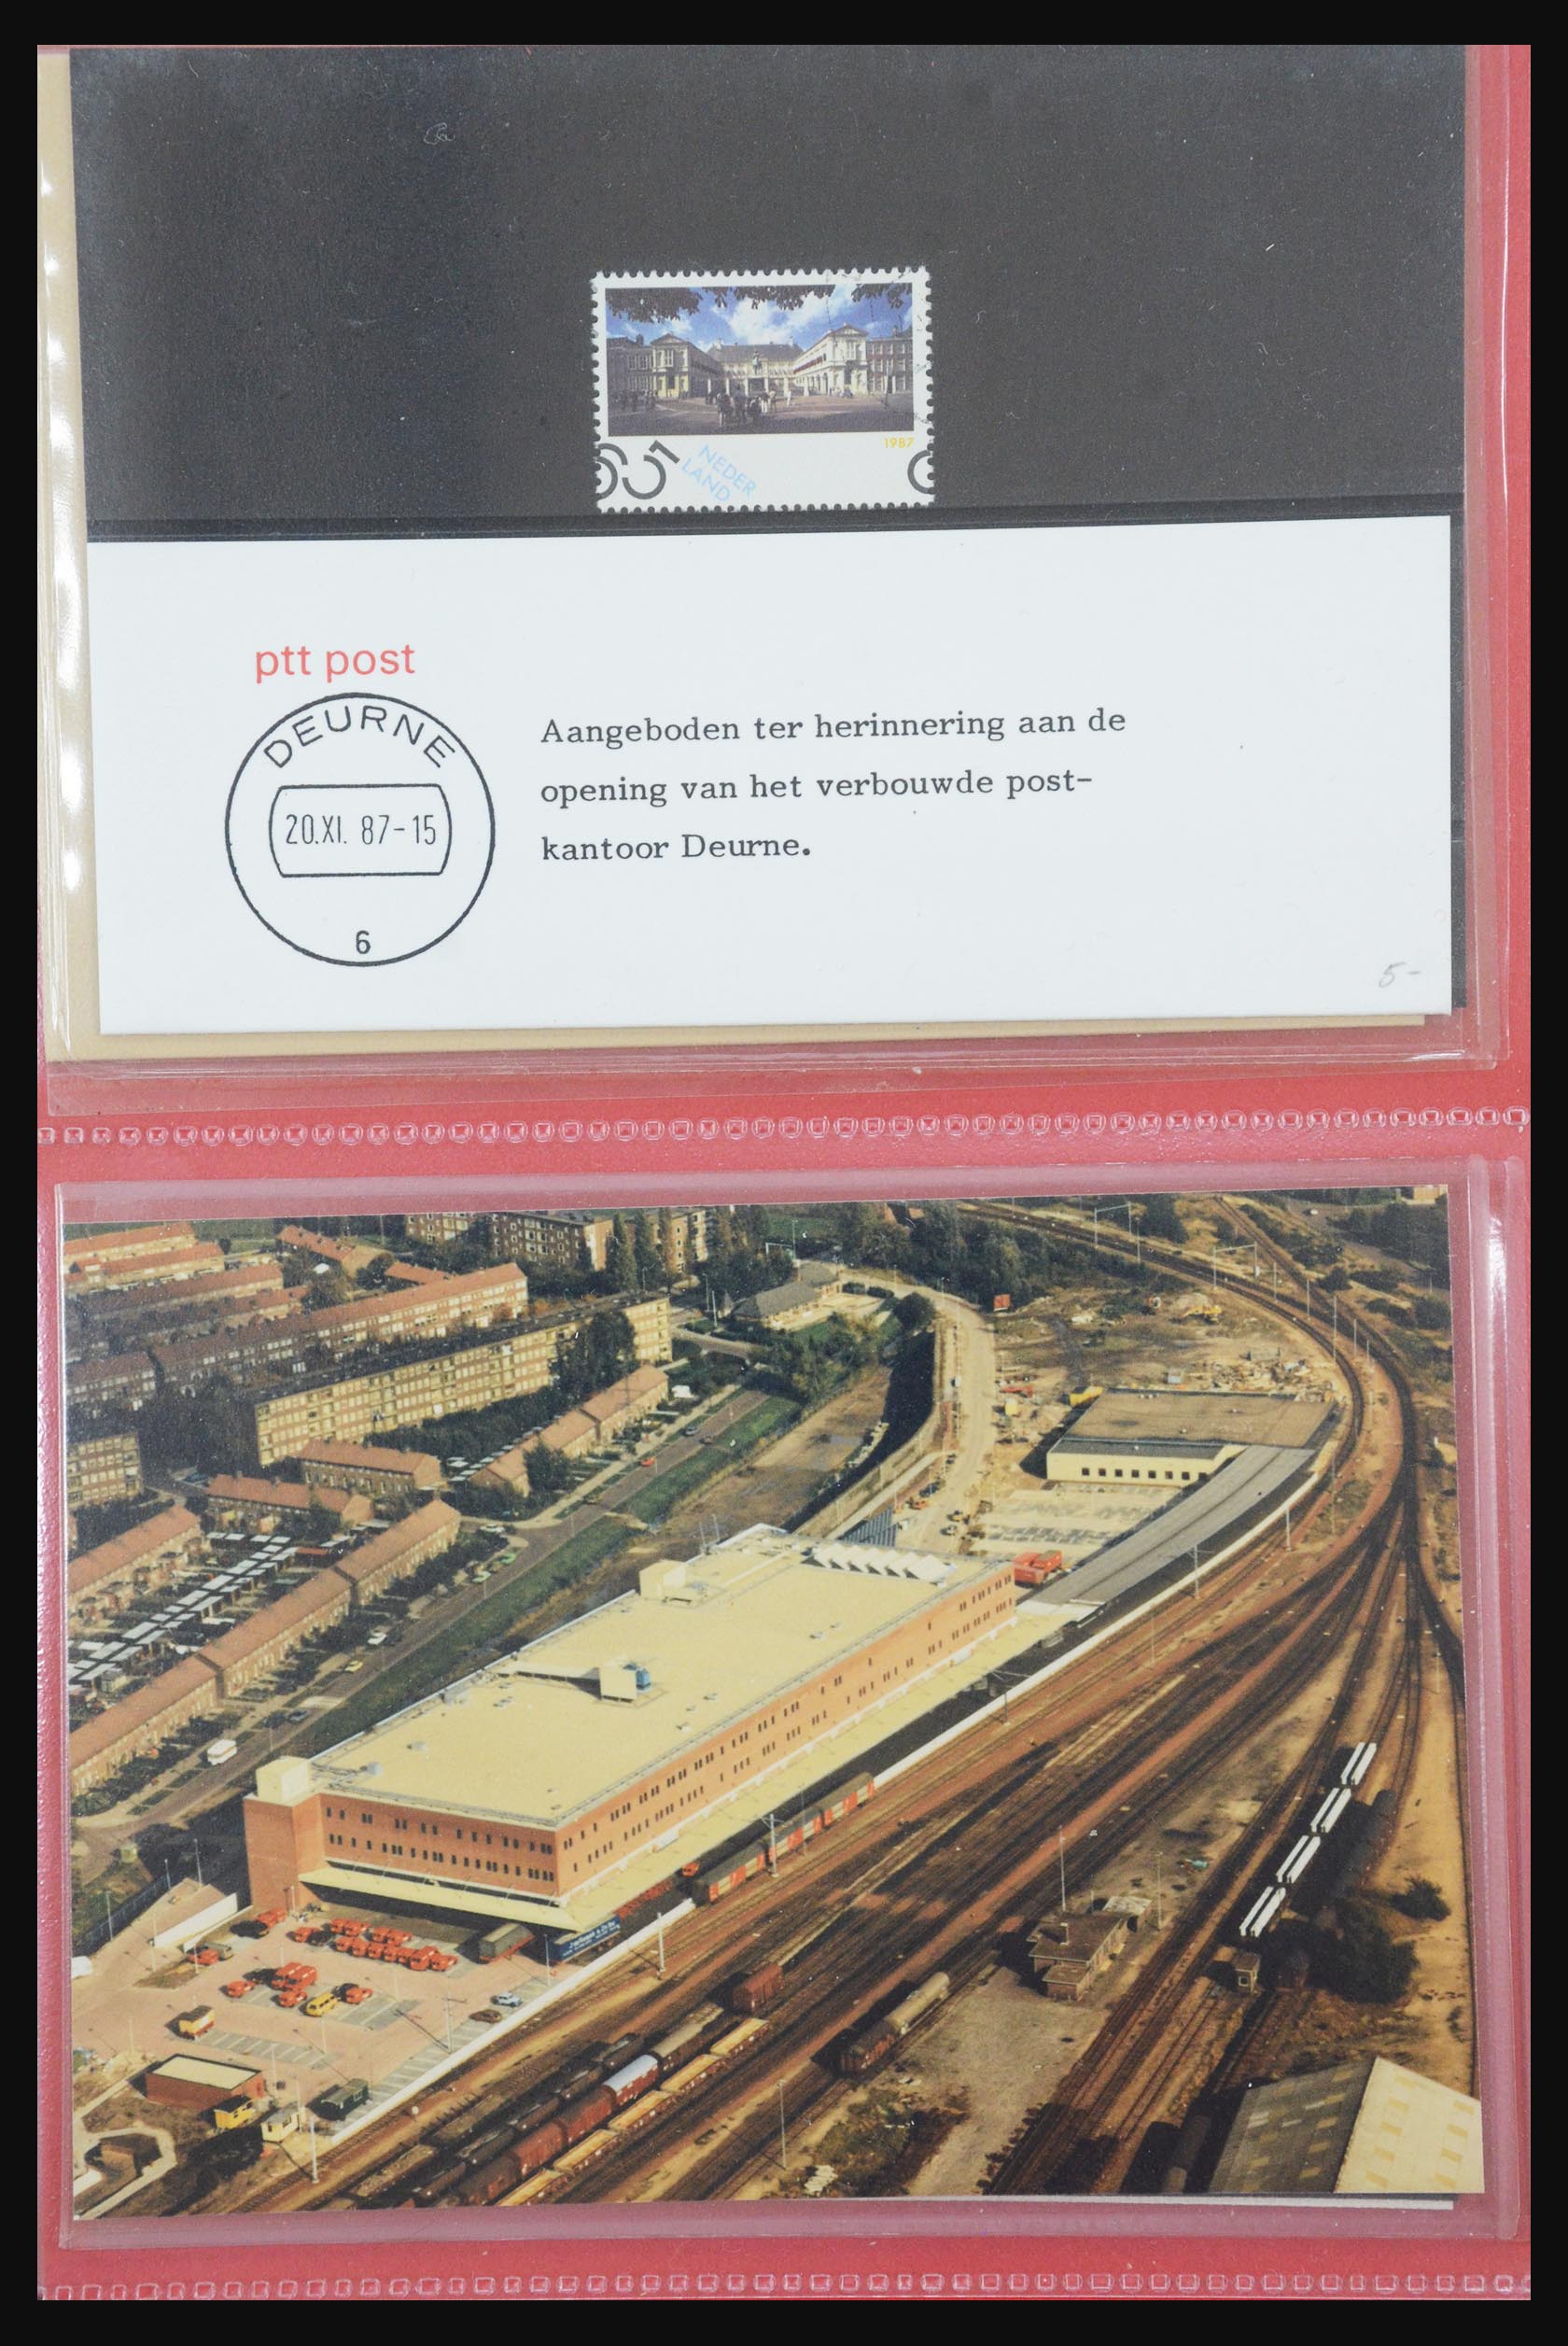 1987
65
NEDER
LAND
ptt post
DEURNE
20.XI. 87-15
6
Aangeboden ter herinnering aan de
opening van het verbouwde post-
kantoor Deurne.
5-